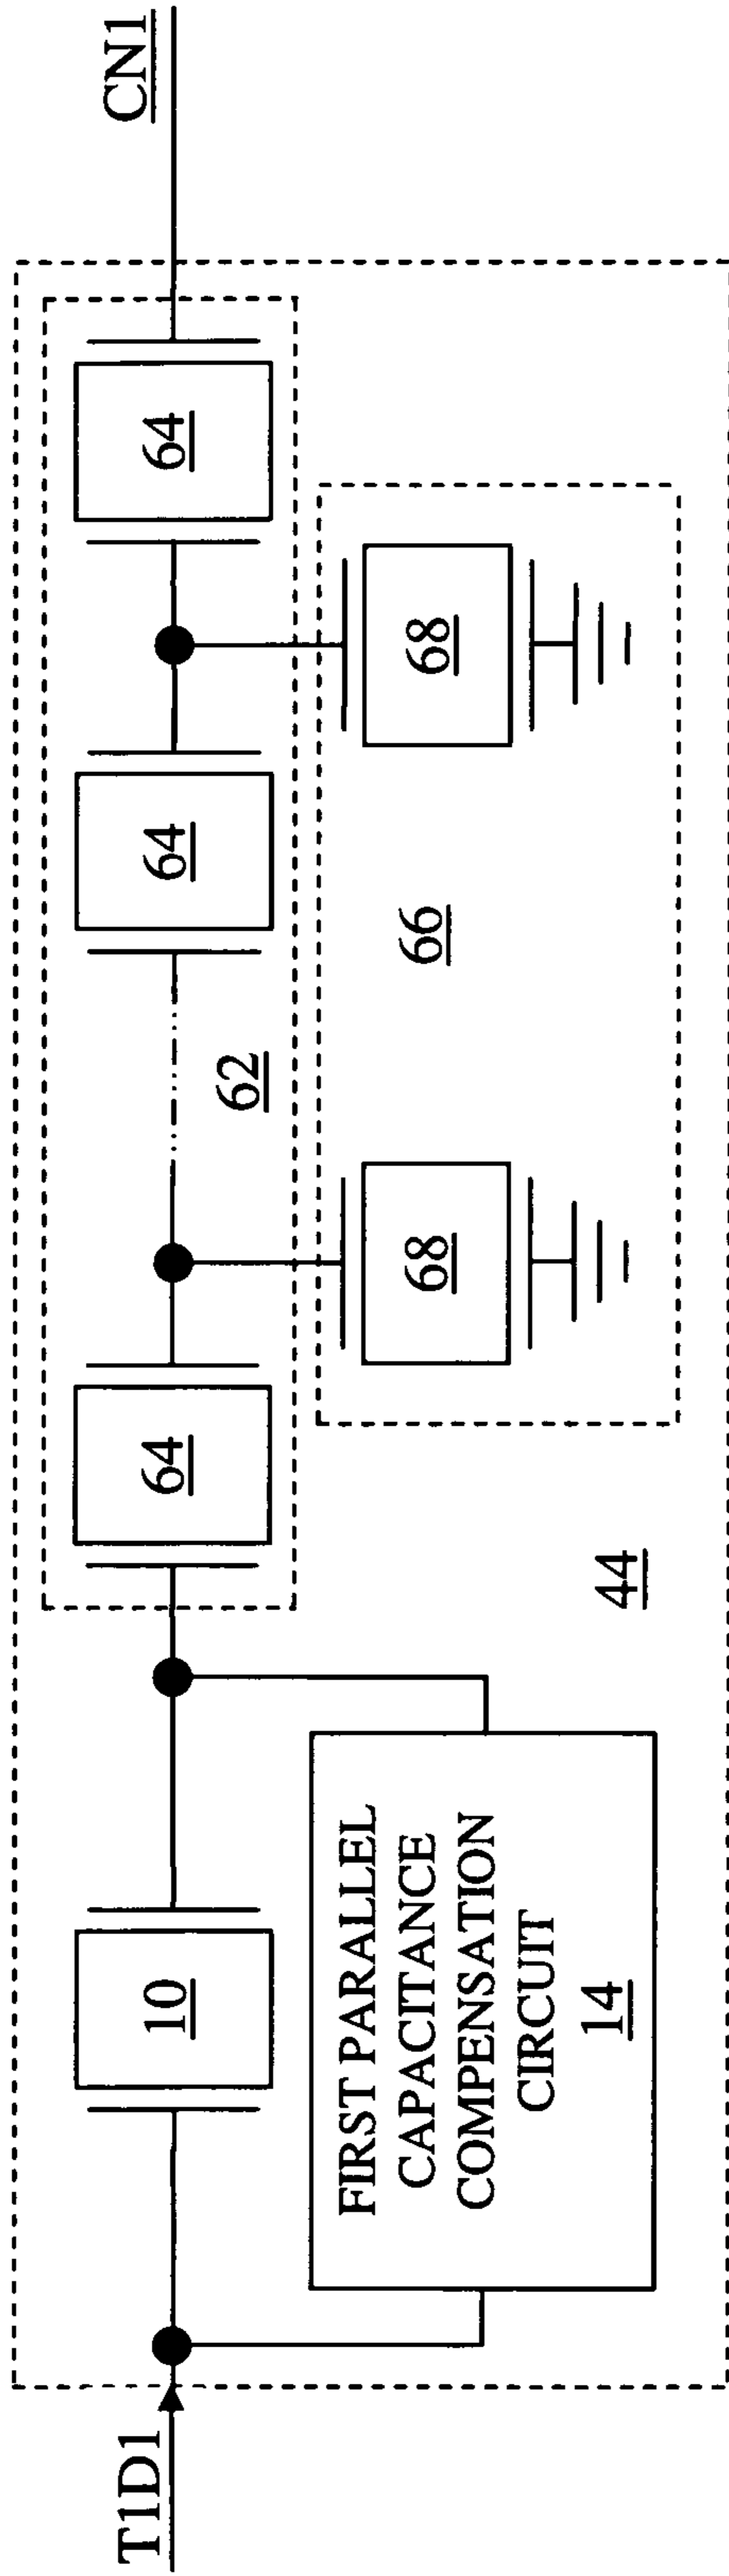 T1D1
10
FIRST PARALLEL
CAPACITANCE
COMPENSATION
CIRCUIT
14
44
64
62
64
64
CN1
68
66
68